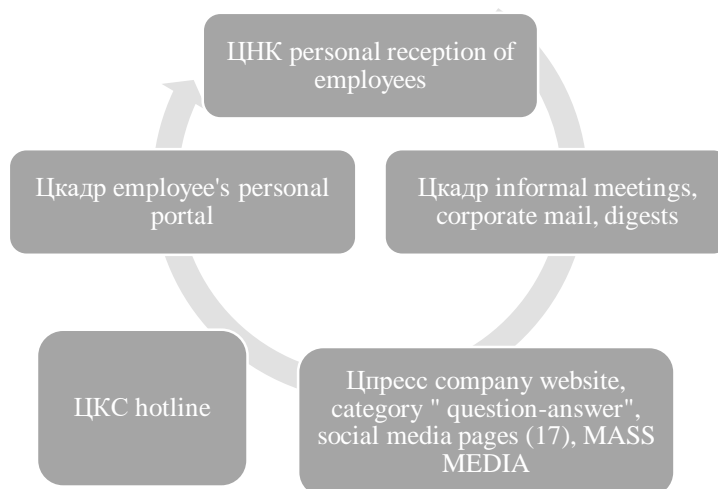 ЦНК personal reception of
employees
Цкадр employee's personal
portal
Цкадр informal meetings,
corporate mail, digests
ЦКС hotline
Цпресс company website,
category " question-answer",
social media pages (17), MASS
MEDIA